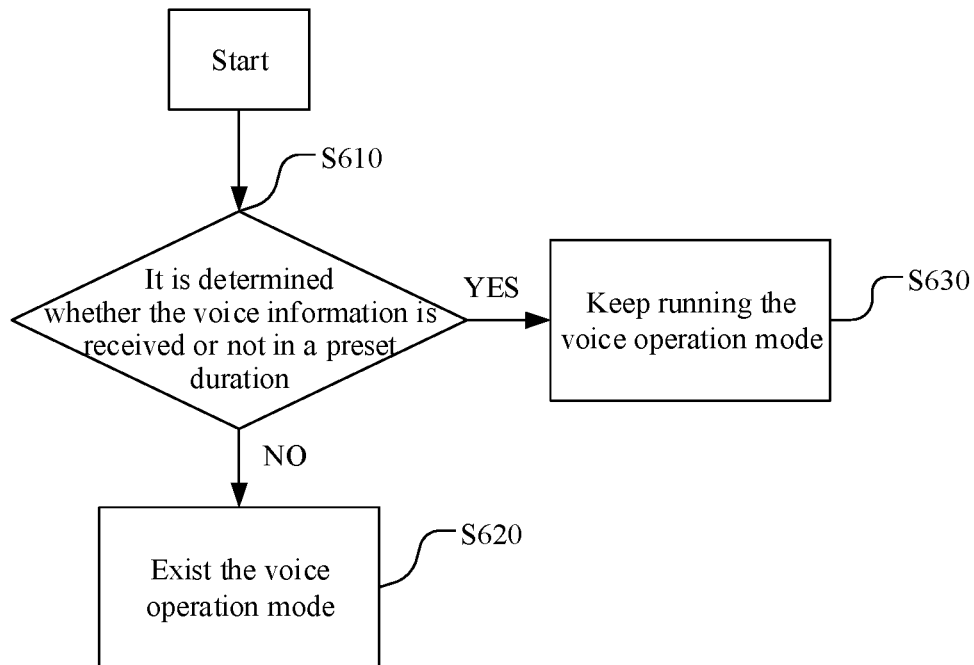 Start
S610
It is determined
whether the voice information is
received or not in a preset
duration
YES
Keep running the
voice operation mode
S630
NO
S620
Exist the voice
operation mode